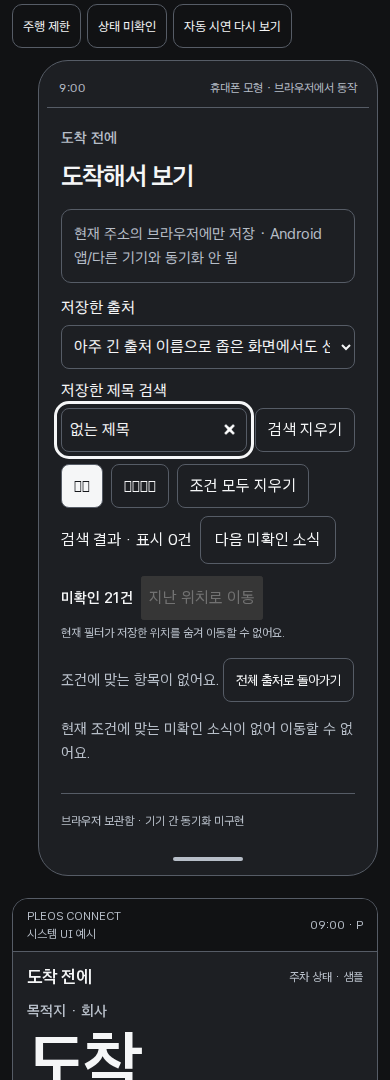 주행 제한
상태 미확인
자동 시연 다시 보기
9:00
휴대폰 모형 · 브라우저에서 동작
도착 전에
도착해서 보기
현재 주소의 브라우저에만 저장 · Android
앱/다른 기기와 동기화 안 됨
저장한 출처
아주 긴 출처 이름으로 좁은 화면에서도
저장한 제목 검색
없는 제목
검색 지우기
조건 모두 지우기
검색 결과 · 표시 0건
다음 미확인 소식
미확인 21건
지난 위치로 이동
현재 필터가 저장한 위치를 숨겨 이동할 수 없어요.
조건에 맞는 항목이 없어요.
전체 출처로 돌아가기
현재 조건에 맞는 미확인 소식이 없어 이동할 수 없
어요.
브라우저 보관함 · 기기 간 동기화 미구현
PLEOS CONNECT
시스템 UI 예시
09:00 · P
도착 전에
주차 상태 · 샘플
목적지 · 회사
도착